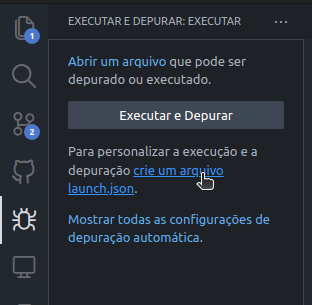 EXECUTAR E DEPURAR: EXECUTAR ...
1
Abrir um arquivo que pode ser
depurado ou executado.
Executar e Depurar
2
Para personalizar a execução e a
depuração crie um arquivo
launch.json.
Mostrar todas as configurações de
depuração automática.